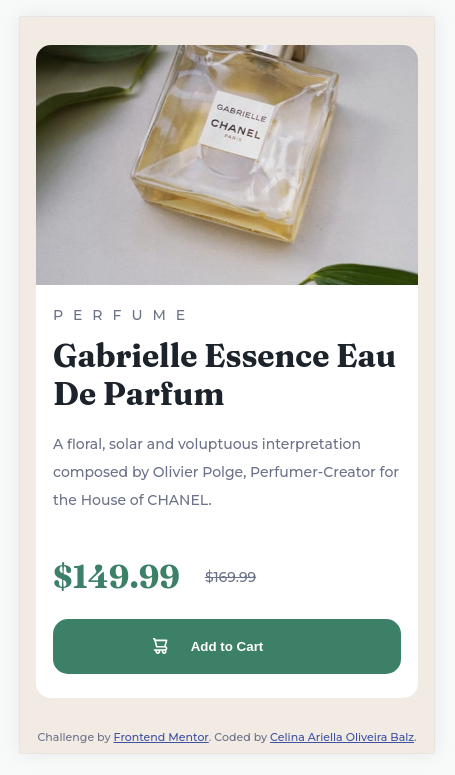 GABRIELLE
CHANEL
PARIS
PERFUME
Gabrielle Essence Eau
De Parfum
A floral, solar and voluptuous interpretation
composed by Olivier Polge, Perfumer-Creator for
the House of CHANEL.
$149.99 $169.99
Add to Cart
Challenge by Frontend Mentor. Coded by Celina Ariella Oliveira Balz.